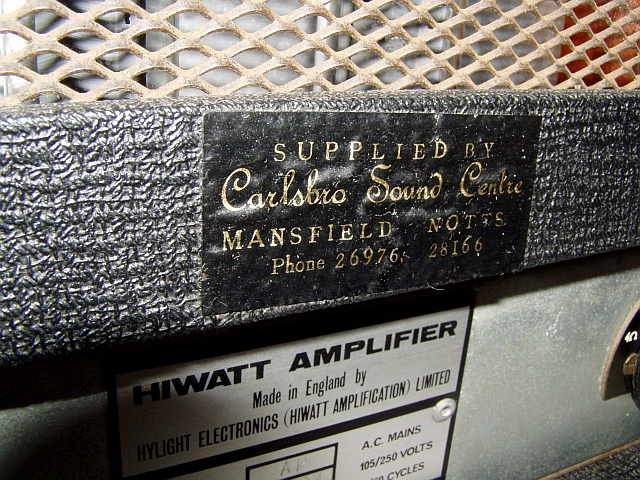 SUPPLIED BY
Carlsbro Sound Centre
MANSFIELD NOTTS
Phone 26976, 28166
HIWATT AMPLIFIER
Made in England by
HYLIGHT ELECTRONICS (HIWATT AMPLIFICATION) LIMITED
A.C. MAINS
105/250 VOLTS
CYCLES